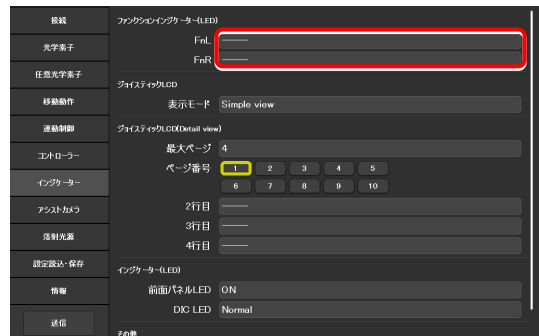 接続
光学素子
任意光学素子
移動動作
連動制御
コントローラー
インジケーター
アシストカメラ
落射光源
設定読込・保存
情報
送信
ファンクションインジケーター(LED)
FnL ───
FnR ───
ジョイスティックLCD
表示モード Simple view
ジョイスティックLCD(Detail view)
最大ページ 4
ページ番号 1 2 3 4 5
6 7 8 9 10
2行目 ───
3行目 ───
4行目 ───
インジケーター(LED)
前面パネルLED ON
DIC LED Normal
その他